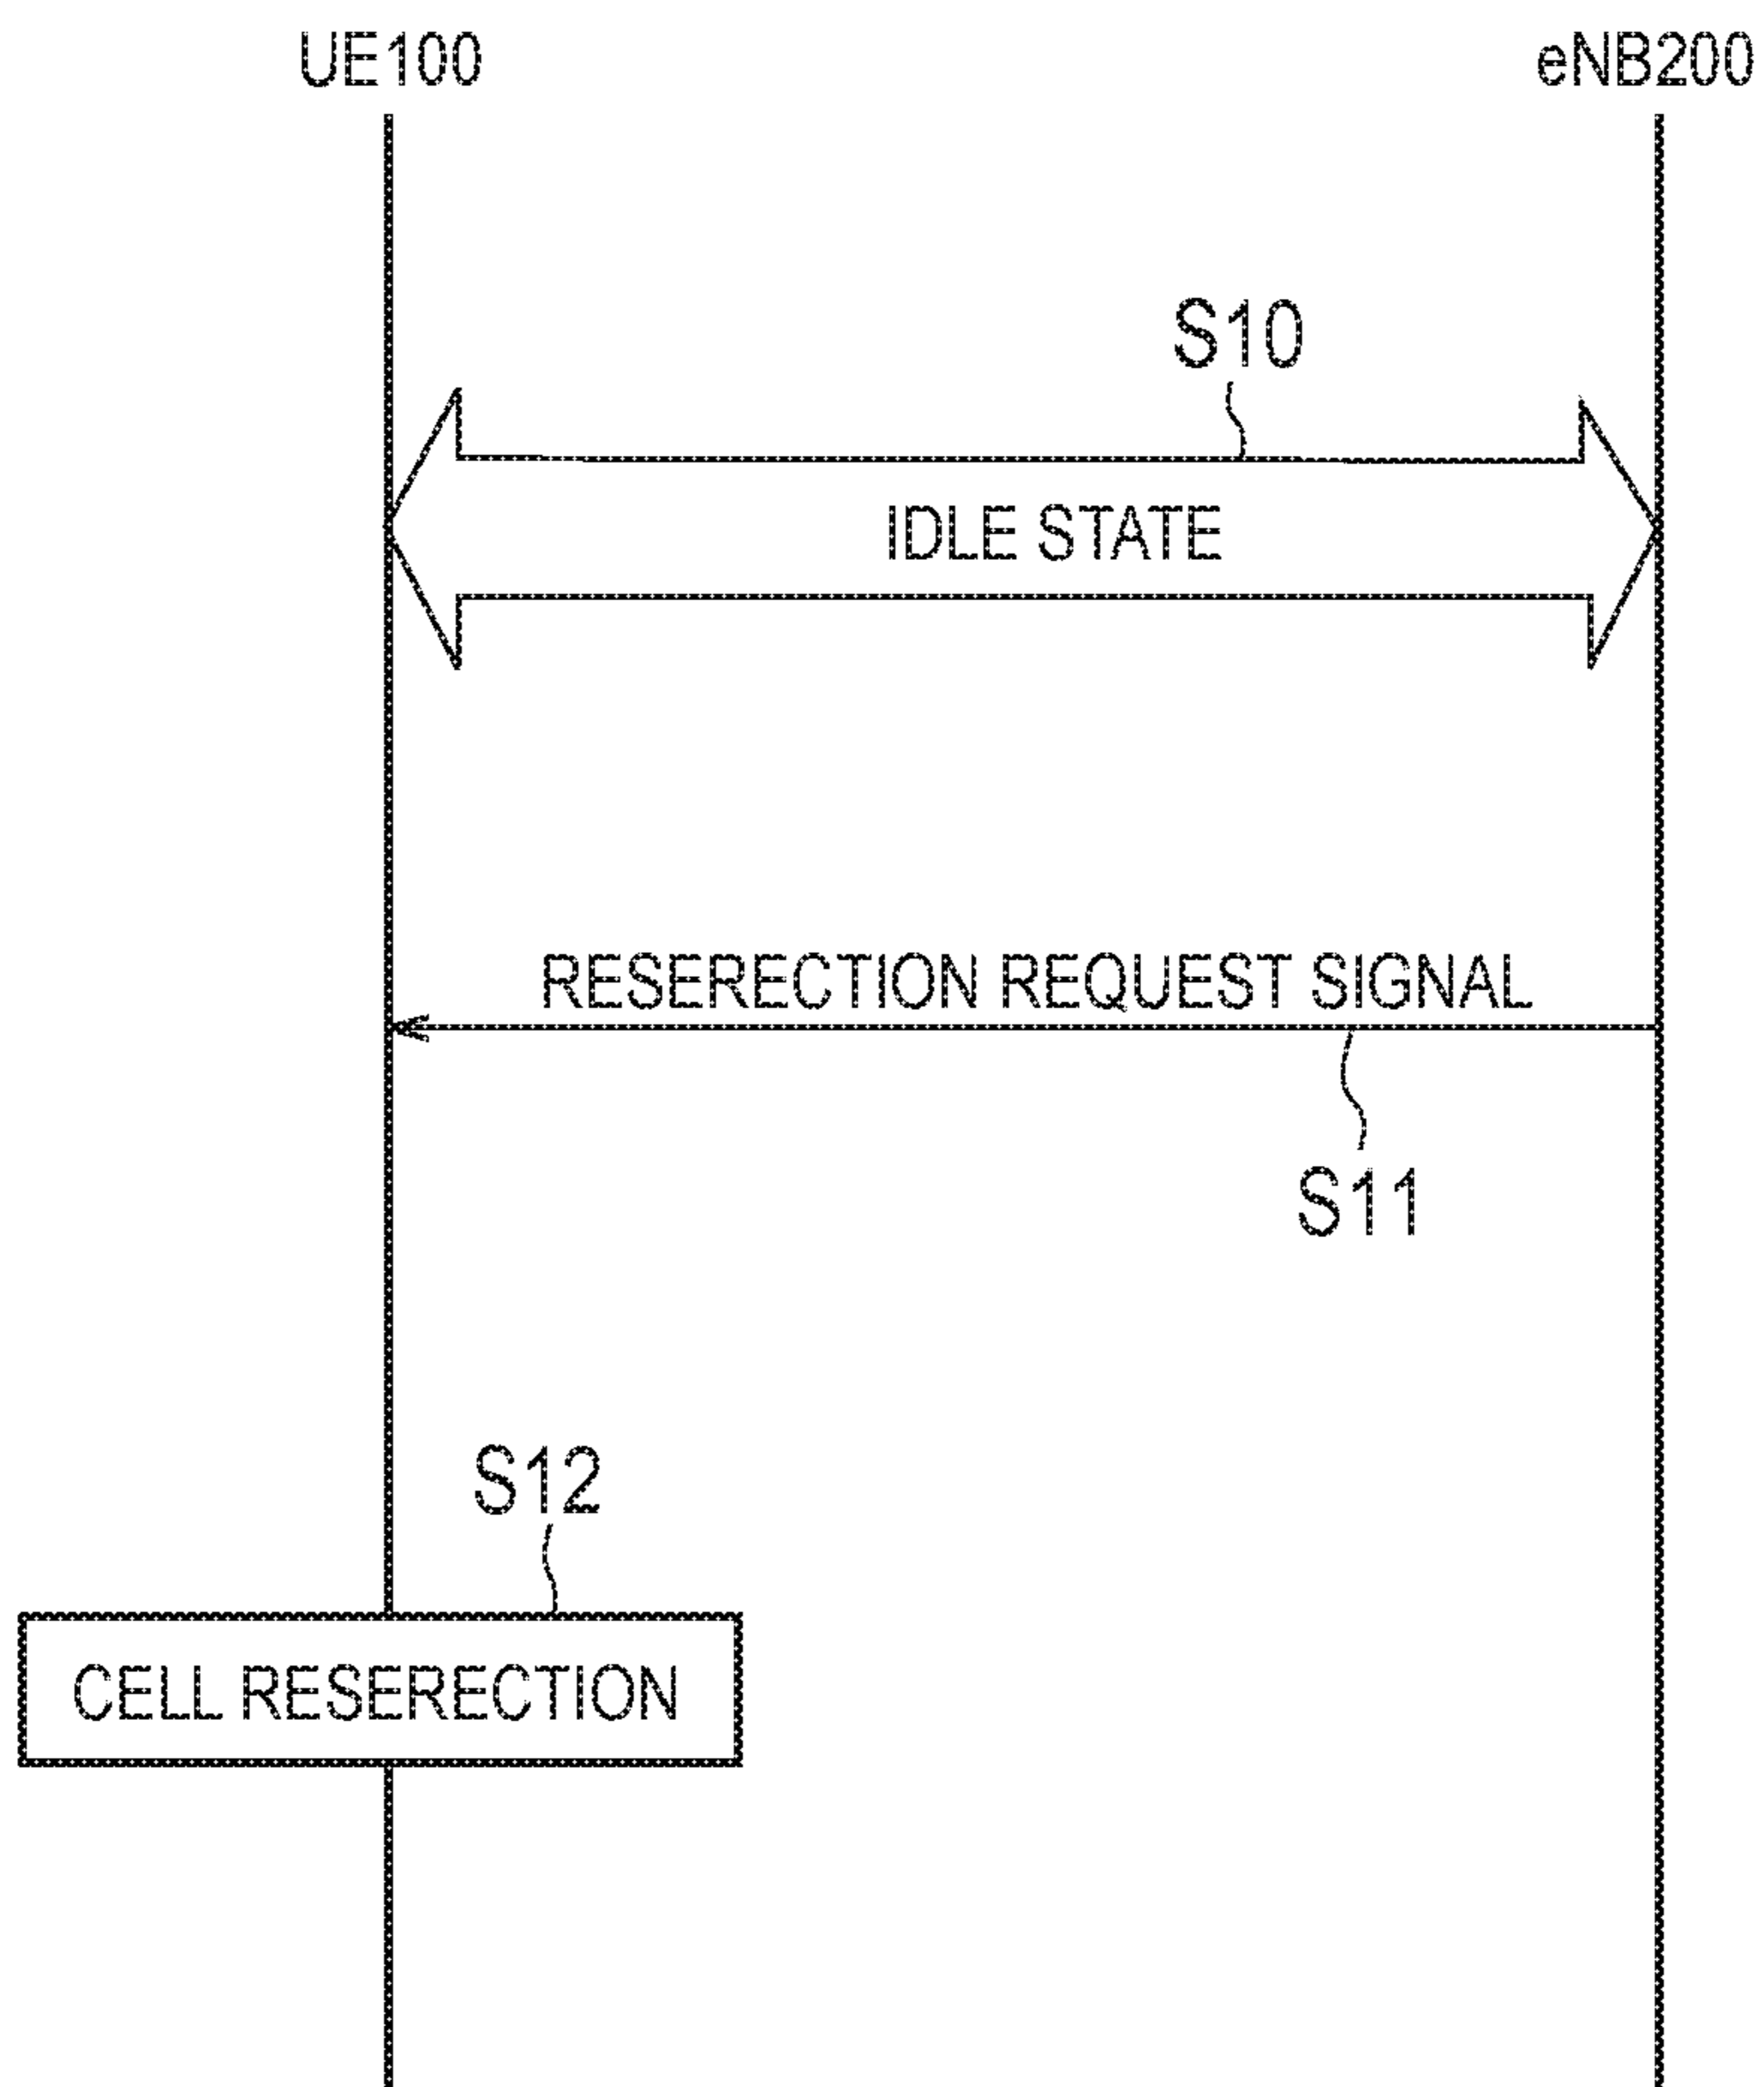 UE100
eNB200
S10
IDLE STATE
RESERECTION REQUEST SIGNAL
S11
S12
CELL RESERECTION